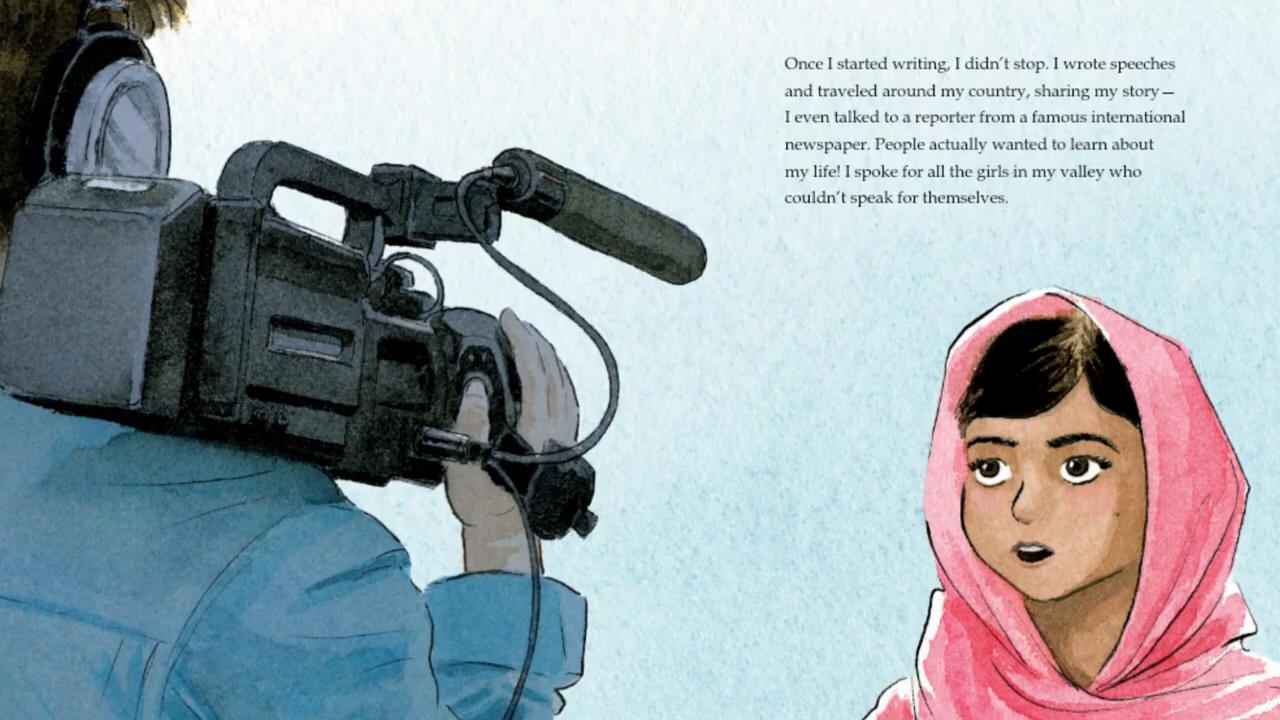 Once I started writing, I didn’t stop. I wrote speeches
and traveled around my country, sharing my story—
I even talked to a reporter from a famous international
newspaper. People actually wanted to learn about
my life! I spoke for all the girls in my valley who
couldn’t speak for themselves.